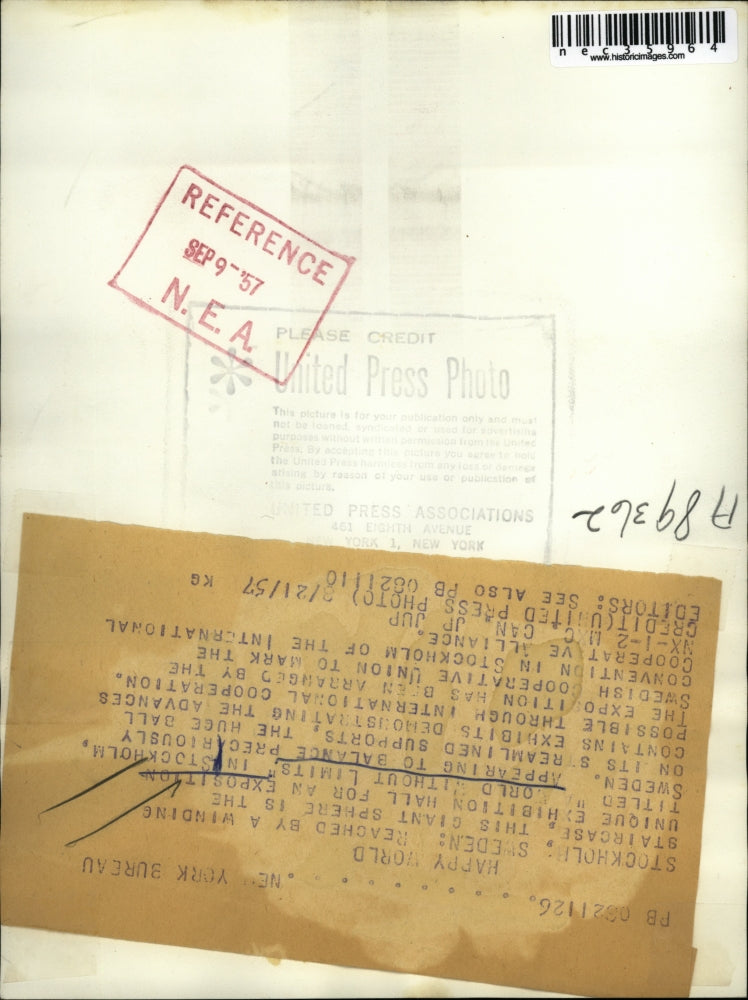 nec35964
www.historicimages.com
REFERENCE
SEP 9-'57
N.E.A.
PLEASE CREDIT
United Press Photo
This picture is for your publication only and must
not be loaned, syndicated or used for advertising
purposes without written permission from the United
Press. By accepting this picture you agree to hold
the United Press harmless from any loss or damage
arising by reason of your use or publication of
this picture.
UNITED PRESS ASSOCIATIONS
461 EIGHTH AVENUE
NEW YORK 1, NEW YORK
A89362
PB 0821126. . . . . . . . NEW YORK BUREAU
HAPPY WORLD
STOCKHOLM, SWEDEN: REACHED BY A WINDING
STAIRCASE, THIS GIANT SPHERE IS THE
UNIQUE EXHIBITION HALL FOR AN EXPOSITION
TITLED "WORLD WITHOUT LIMITS" IN STOCKHOLM,
SWEDEN. APPEARING TO BALANCE PRECARIOUSLY
ON ITS STREAMLINED SUPPORTS, THE HUGE BALL
CONTAINS EXHIBITS DEMONSTRATING THE ADVANCES
POSSIBLE THROUGH INTERNATIONAL COOPERATION.
THE EXPOSITION HAS BEEN ARRANGED BY THE
SWEDISH COOPERATIVE UNION TO MARK THE
CONVENTION IN STOCKHOLM OF THE INTERNATIONAL
COOPERATIVE ALLIANCE.
NX-1-2 MXC CAN JP JUP
CREDIT (UNITED PRESS PHOTO) 8/21/57 KG
EDITORS: SEE ALSO PB 0821110